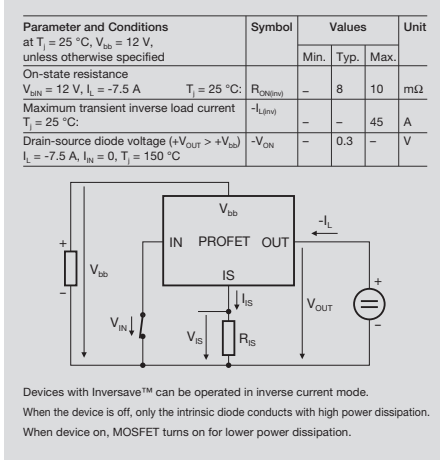 Parameter and Conditions Symbol Values Unit
at Tj = 25 °C, Vbb = 12 V,
unless otherwise specified Min. Typ. Max.
On-state resistance
VbIN = 12 V, IL = -7.5 A Tj = 25 °C: RON(inv) – 8 10 mΩ
Maximum transient inverse load current -IL(inv)
Tj = 25 °C: – – 45 A
Drain-source diode voltage (+VOUT > +Vbb) -VON – 0.3 – V
IL = -7.5 A, IIN = 0, Tj = 150 °C
Vbb
-IL
IN PROFET OUT
+
Vbb
IS
+
IIS
VIN
VIS
RIS
VOUT
–
–
Devices with Inversave™ can be operated in inverse current mode.
When the device is off, only the intrinsic diode conducts with high power dissipation.
When device on, MOSFET turns on for lower power dissipation.